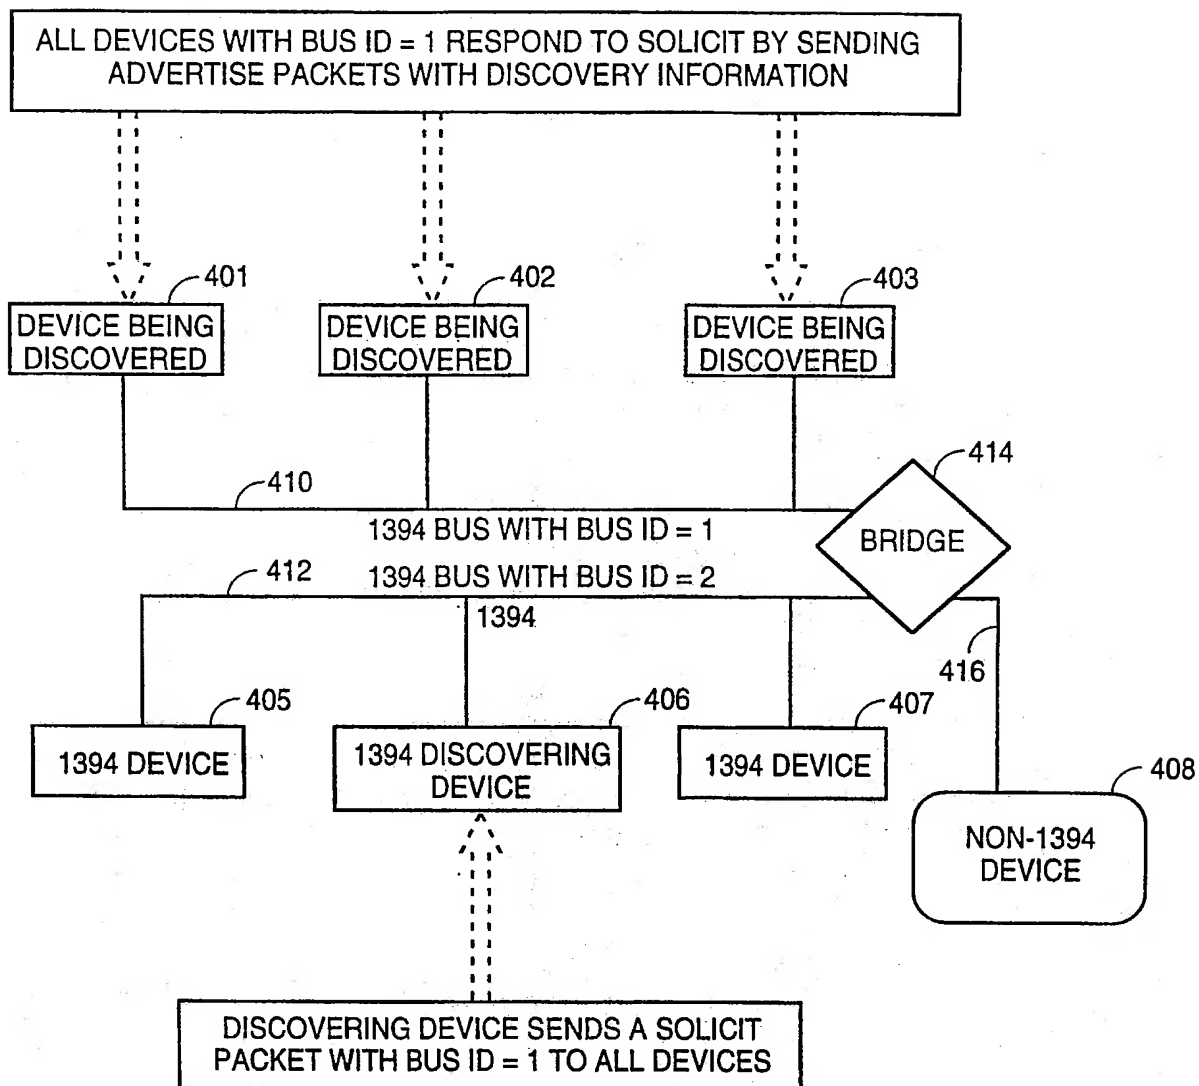 ALL DEVICES WITH BUS ID = 1 RESPOND TO SOLICIT BY SENDING
ADVERTISE PACKETS WITH DISCOVERY INFORMATION
401
402
403
DEVICE BEING
DISCOVERED
DEVICE BEING
DISCOVERED
DEVICE BEING
DISCOVERED
414
410
1394 BUS WITH BUS ID = 1
BRIDGE
412
1394 BUS WITH BUS ID = 2
1394
416
405
406
407
1394 DEVICE
1394 DISCOVERING
DEVICE
1394 DEVICE
408
NON-1394
DEVICE
DISCOVERING DEVICE SENDS A SOLICIT
PACKET WITH BUS ID = 1 TO ALL DEVICES